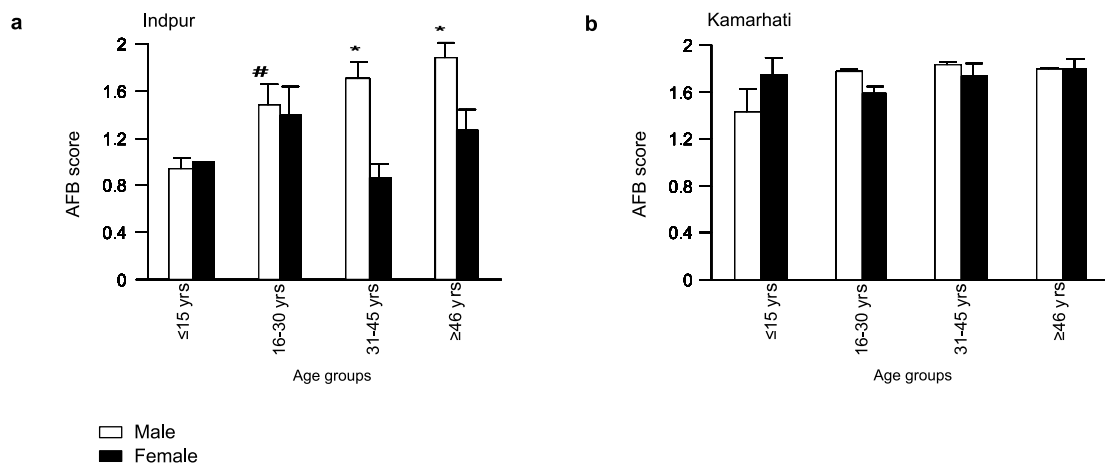 a
Indpur
#
*
*
2
1.6
1.2
0.8
0.4
0
AFB score
≤15 yrs
16-30 yrs
31-45 yrs
≥46 y rs
Age groups
b
Kamarhati
2
1.6
1.2
0.8
0.4
0
AFB score
≤15 yrs
16-30 yrs
31-45 yrs
≥46 yrs
Age groups
Male
Female